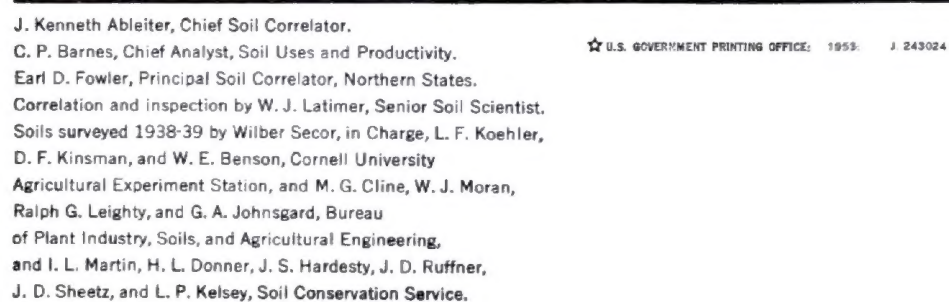 J. Kenneth Ableiter, Chief Soil Correlator.
C. P. Barnes, Chief Analyst, Soil Uses and Productivity.
☆ U.S. GOVERNMENT PRINTING OFFICE: 1953 J. 243024
Earl D. Fowler, Principal Soil Correlator, Northern States.
Correlation and inspection by W. J. Latimer, Senior Soil Scientist.
Soils surveyed 1938-39 by Wilber Secor, in Charge, L. F. Koehler,
D. F. Kinsman, and W. E. Benson, Cornell University
Agricultural Experiment Station, and M. G. Cline, W. J. Moran,
Ralph G. Leighty, and G. A. Johnsgard, Bureau
of Plant Industry, Soils, and Agricultural Engineering,
and I. L. Martin, H. L. Donner, J. S. Hardesty, J. D. Ruffner,
J. D. Sheetz, and L. P. Kelsey, Soil Conservation Service.